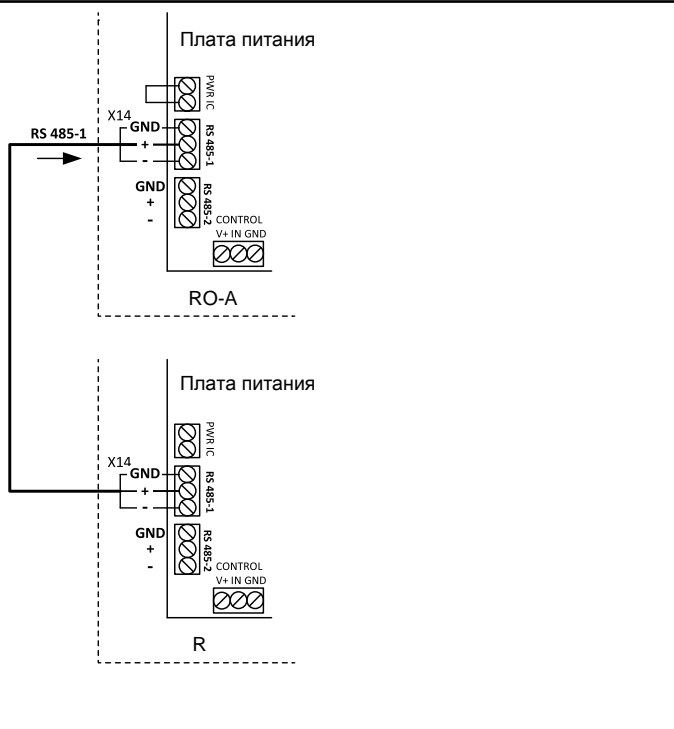 Плата питания
PWR IC
X14
GND
RS 485-1
+
-
RS 485-1
GND
+
-
RS 485-2
CONTROL
V+ IN GND
RO-A
Плата питания
PWR IC
X14
GND
+
-
RS 485-1
GND
+
-
RS 485-2
CONTROL
V+ IN GND
R